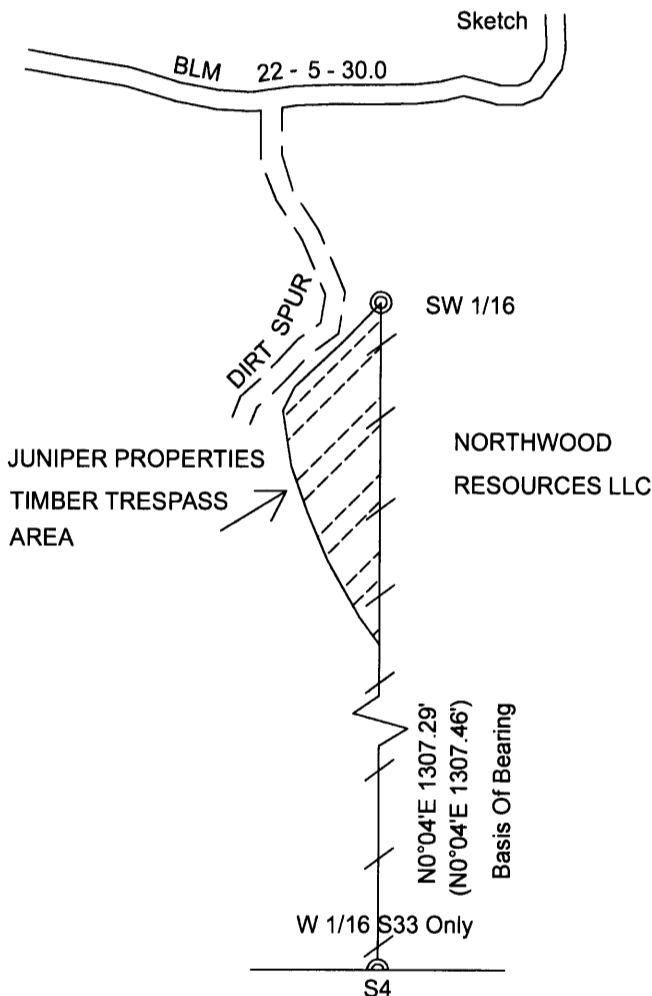 Sketch
BLM 22 - 5 - 30.0
DIRT SPUR
SW 1/16
JUNIPER PROPERTIES
TIMBER TRESPASS
AREA
NORTHWOOD
RESOURCES LLC
N0°04'E 1307.29'
(N0°04'E 1307.46')
Basis Of Bearing
W 1/16 S33 Only
S4